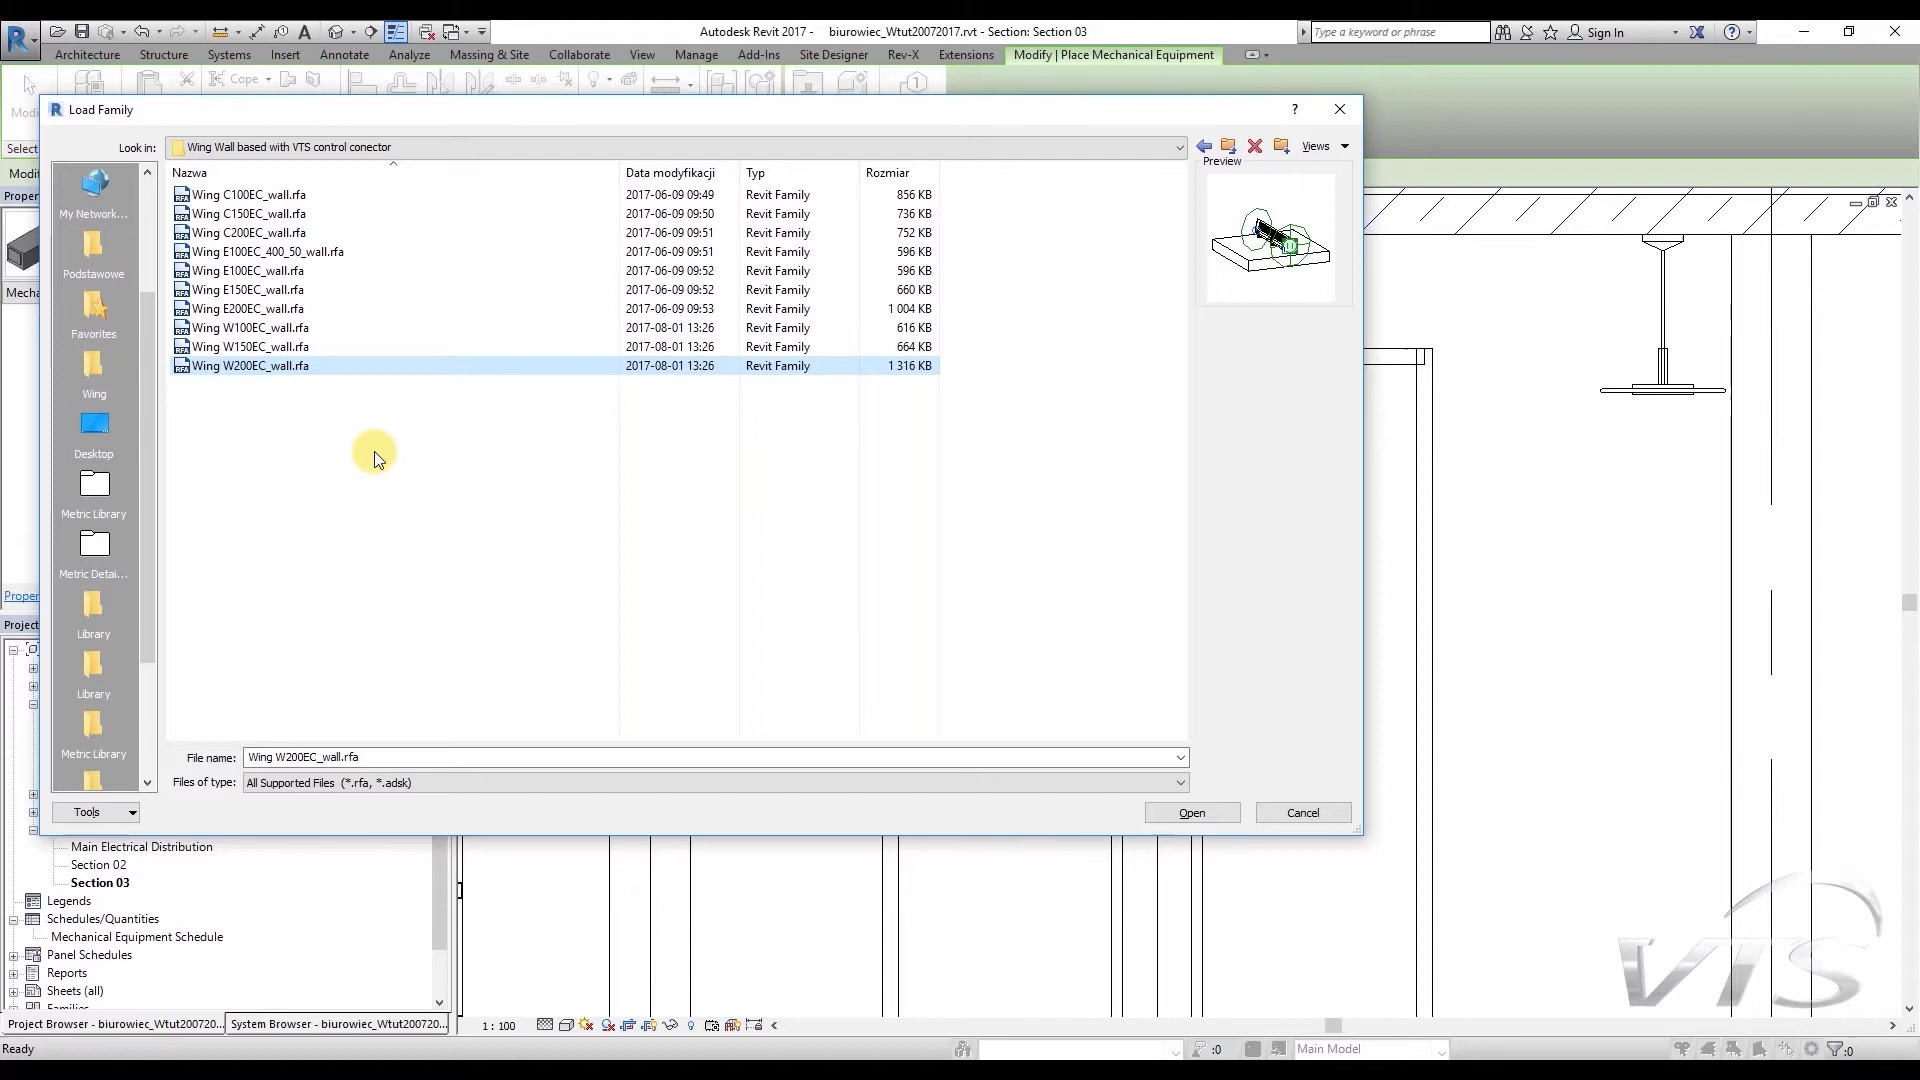 Autodesk Revit 2017 - biurowiec_Wtut20072017.rvt - Section: Section 03
Type a keyword or phrase
Sign In
Architecture Structure Systems Insert Annotate Analyze Massing & Site Collaborate View Manage Add-Ins Site Designer Rev-X Extensions Modify | Place Mechanical Equipment
Cope
Modi
Select
Modif
Proper
Mecha
Proper
Project
Load Family
Look in: Wing Wall based with VTS control conector
Views
Preview
Nazwa Data modyfikacji Typ Rozmiar
Wing C100EC_wall.rfa 2017-06-09 09:49 Revit Family 856 KB
Wing C150EC_wall.rfa 2017-06-09 09:50 Revit Family 736 KB
Wing C200EC_wall.rfa 2017-06-09 09:51 Revit Family 752 KB
Wing E100EC_400_50_wall.rfa 2017-06-09 09:51 Revit Family 596 KB
Wing E100EC_wall.rfa 2017-06-09 09:52 Revit Family 596 KB
Wing E150EC_wall.rfa 2017-06-09 09:52 Revit Family 660 KB
Wing E200EC_wall.rfa 2017-06-09 09:53 Revit Family 1 004 KB
Wing W100EC_wall.rfa 2017-08-01 13:26 Revit Family 616 KB
Wing W150EC_wall.rfa 2017-08-01 13:26 Revit Family 664 KB
Wing W200EC_wall.rfa 2017-08-01 13:26 Revit Family 1 316 KB
My Network...
Podstawowe
Favorites
Wing
Desktop
Metric Library
Metric Detai...
Library
Library
Metric Library
File name: Wing W200EC_wall.rfa
Files of type: All Supported Files (*.rfa, *.adsk)
Tools
Open
Cancel
Main Electrical Distribution
Section 02
Section 03
Legends
Schedules/Quantities
Mechanical Equipment Schedule
Panel Schedules
Reports
Sheets (all)
Families
Project Browser - biurowiec_Wtut200720... System Browser - biurowiec_Wtut200720...
1 : 100
Ready
:0
Main Model
:0
VTS